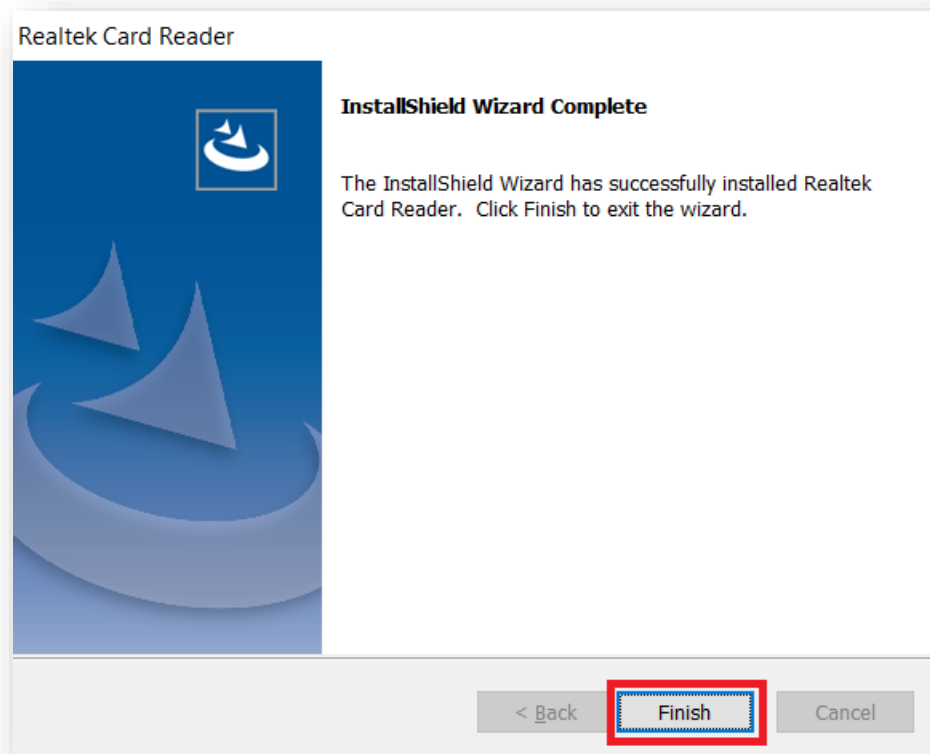 Realtek Card Reader
InstallShield Wizard Complete
The InstallShield Wizard has successfully installed Realtek
Card Reader.  Click Finish to exit the wizard.
< Back
Finish
Cancel